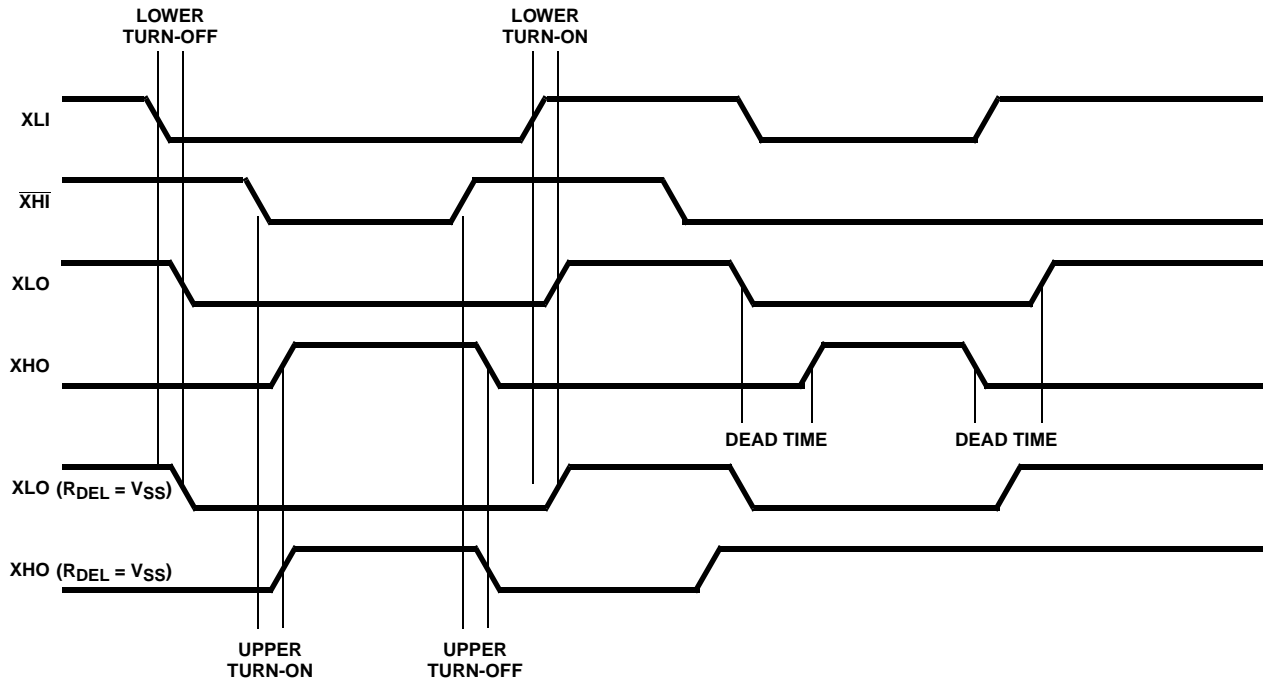 LOWER
TURN-OFF
LOWER
TURN-ON
XLI
X̅H̅I̅
XLO
XHO
DEAD TIME
DEAD TIME
XLO (RDEL = VSS)
XHO (RDEL = VSS)
UPPER
TURN-ON
UPPER
TURN-OFF